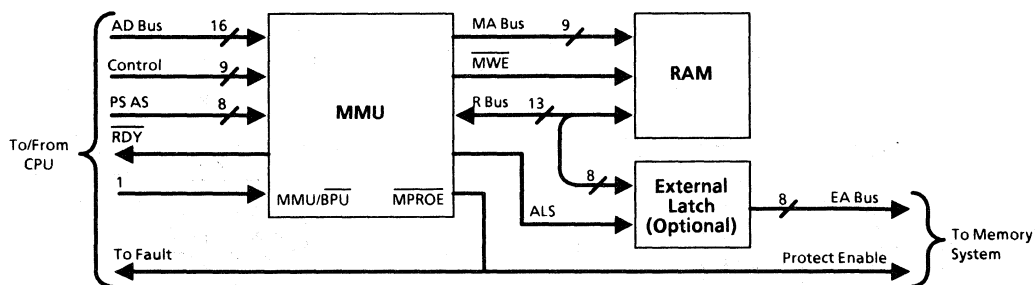 AD Bus 16
MA Bus 9
Control 9
MWE
RAM
PS AS 8
MMU
R Bus 13
To/From
CPU
RDY
1
MMU/BPU MPROE
8
External
Latch
(Optional)
ALS
8 EA Bus
To Fault
Protect Enable
To Memory
System